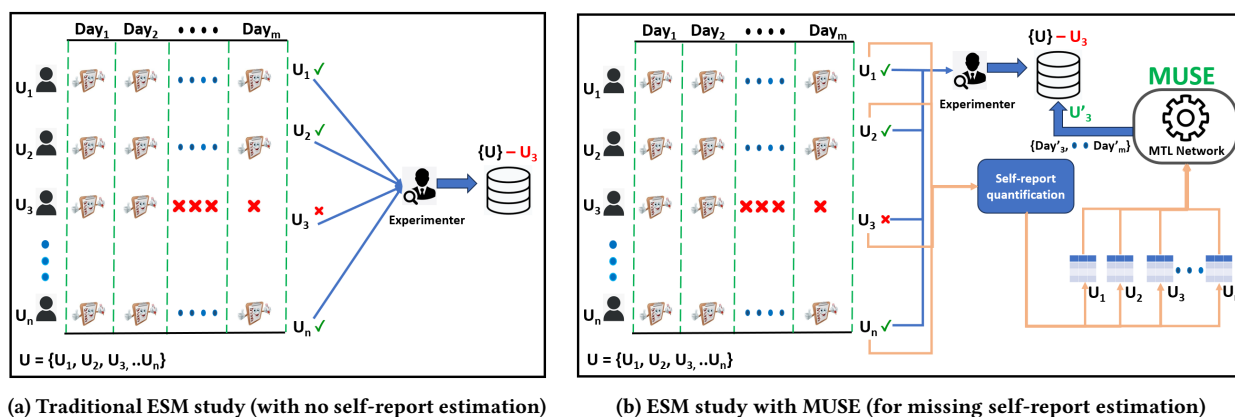 Day1 Day2 Daym
U1
U2
U3
Un
U1 ✓
U2 ✓
U3 ×
Un ✓
Experimenter
{U} – U3
U = {U1, U2, U3, ..Un}
(a) Traditional ESM study (with no self-report estimation)
Day1 Day2 Daym
U1
U2
U3
Un
U1 ✓
U2 ✓
U3 ×
Un ✓
Experimenter
{U} – U3
MUSE
U'3
{Day'3, •• Day'm}
MTL Network
Self-report
quantification
U1 U2 U3
U = {U1, U2, U3, ..Un}
(b) ESM study with MUSE (for missing self-report estimation)